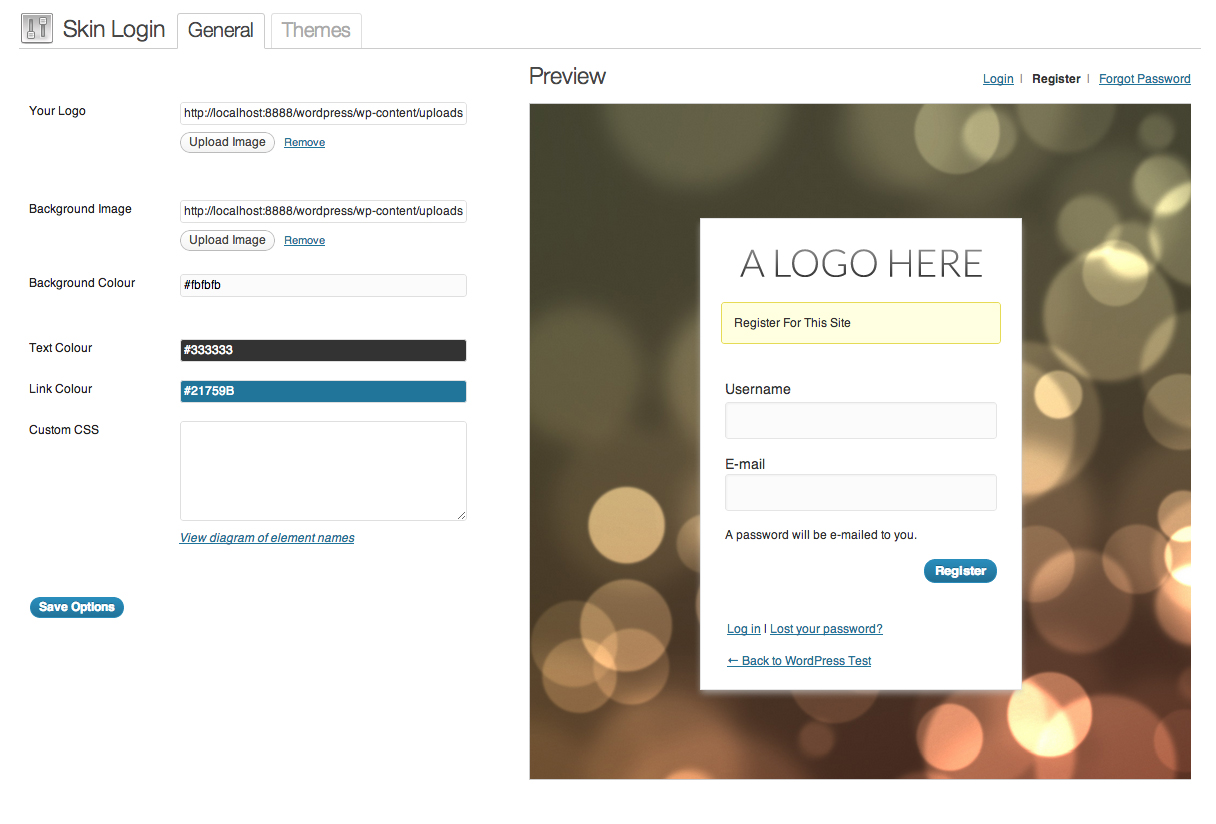 Skin Login
General
Themes
Preview
Login | Register | Forgot Password
Your Logo
http://localhost:8888/wordpress/wp-content/uploads
Upload Image
Remove
Background Image
http://localhost:8888/wordpress/wp-content/uploads
Upload Image
Remove
Background Colour
#fbfbfb
Text Colour
#333333
Link Colour
#21759B
Custom CSS
View diagram of element names
Save Options
A LOGO HERE
Register For This Site
Username
E-mail
A password will be e-mailed to you.
Register
Log in | Lost your password?
← Back to WordPress Test